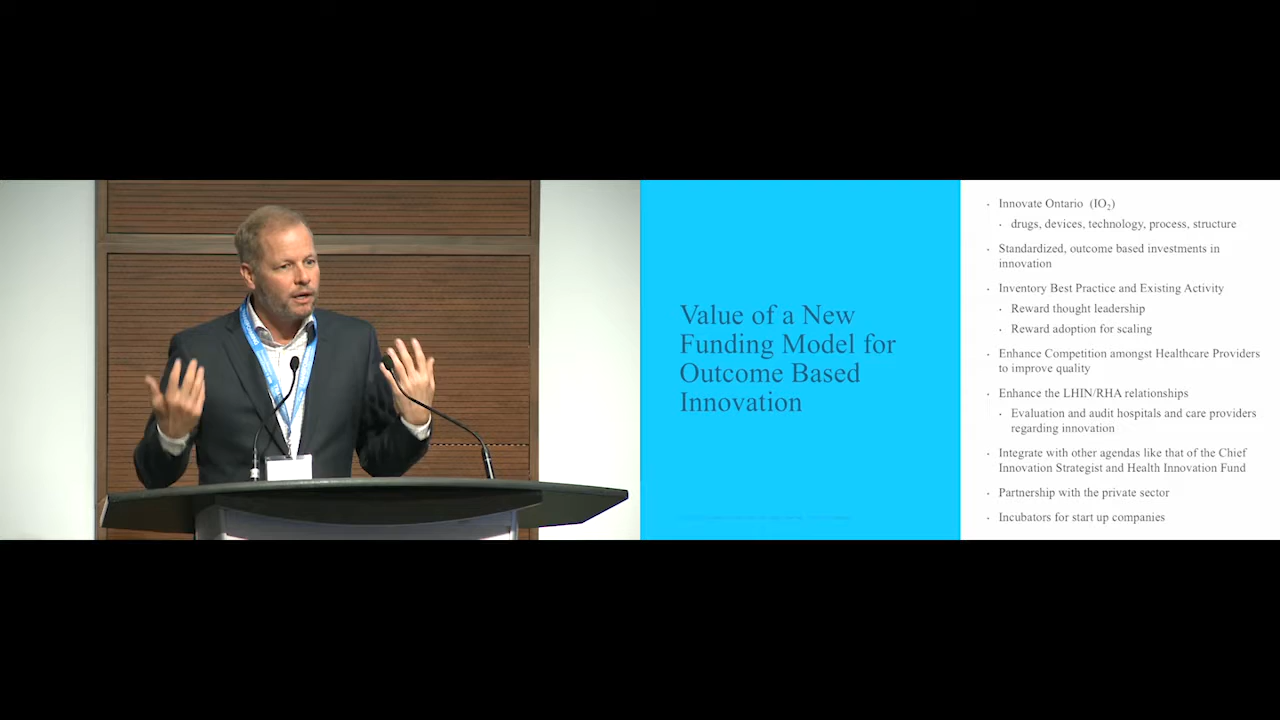 Value of a New
Funding Model for
Outcome Based
Innovation
· Innovate Ontario (IO₂)
· drugs, devices, technology, process, structure
· Standardized, outcome based investments in
innovation
· Inventory Best Practice and Existing Activity
· Reward thought leadership
· Reward adoption for scaling
· Enhance Competition amongst Healthcare Providers
to improve quality
· Enhance the LHIN/RHA relationships
· Evaluation and audit hospitals and care providers
regarding innovation
· Integrate with other agendas like that of the Chief
Innovation Strategist and Health Innovation Fund
· Partnership with the private sector
· Incubators for start up companies